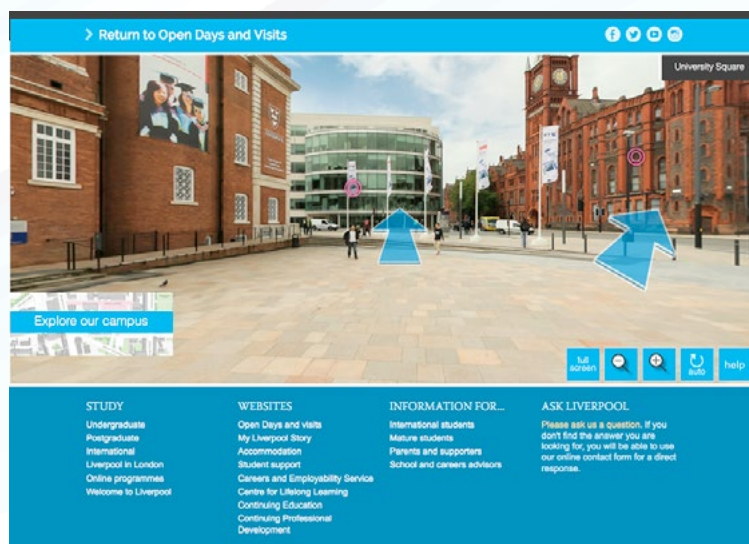 Return to Open Days and Visits
University Square
Explore our campus
full
screen
auto
help
STUDY
Undergraduate
Postgraduate
International
Liverpool in London
Online programmes
Welcome to Liverpool
WEBSITES
Open Days and visits
My Liverpool Story
Accommodation
Student support
Careers and Employability Service
Centre for Lifelong Learning
Continuing Education
Continuing Professional
Development
INFORMATION FOR...
International students
Mature students
Parents and supporters
School and careers advisors
ASK LIVERPOOL
Please ask us a question. If you
don't find the answer you are
looking for, you will be able to use
our online contact form for a direct
response.